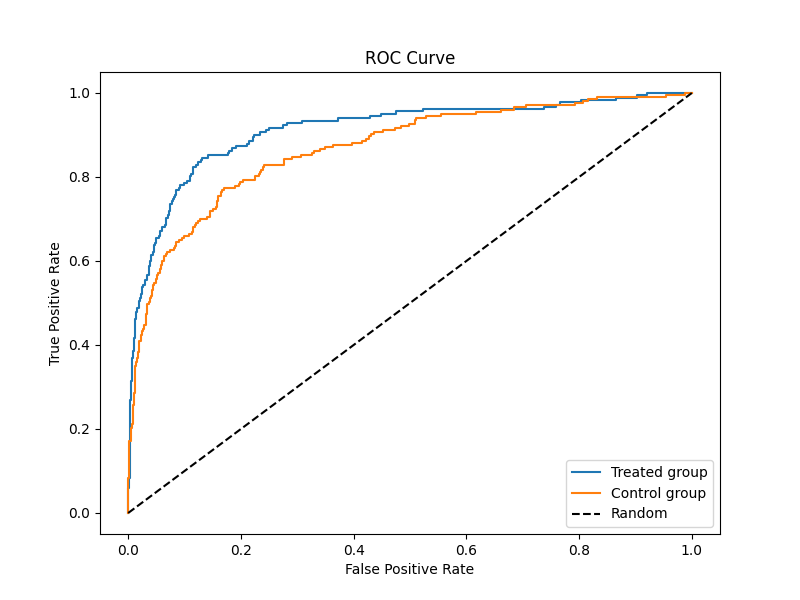 ROC Curve
1.0
0.8
0.6
0.4
0.2
0.0
True Positive Rate
Treated group
Control group
Random
0.0 0.2 0.4 0.6 0.8 1.0
False Positive Rate